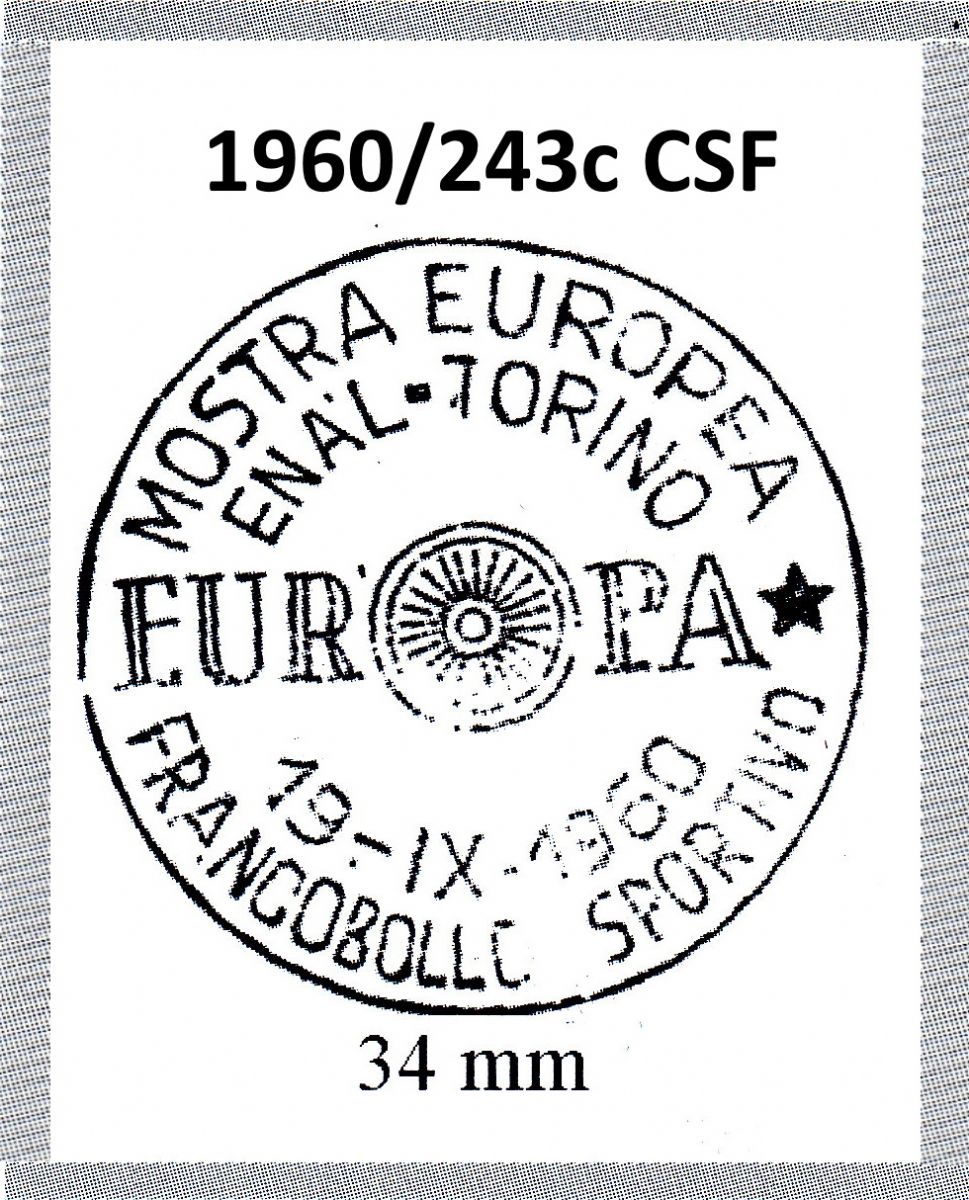 1960/243c CSF
MOSTRA EUROPEA
ENAL - TORINO
EUROPA
19-IX-1960
FRANCOBOLLO SPORTIVO
34 mm